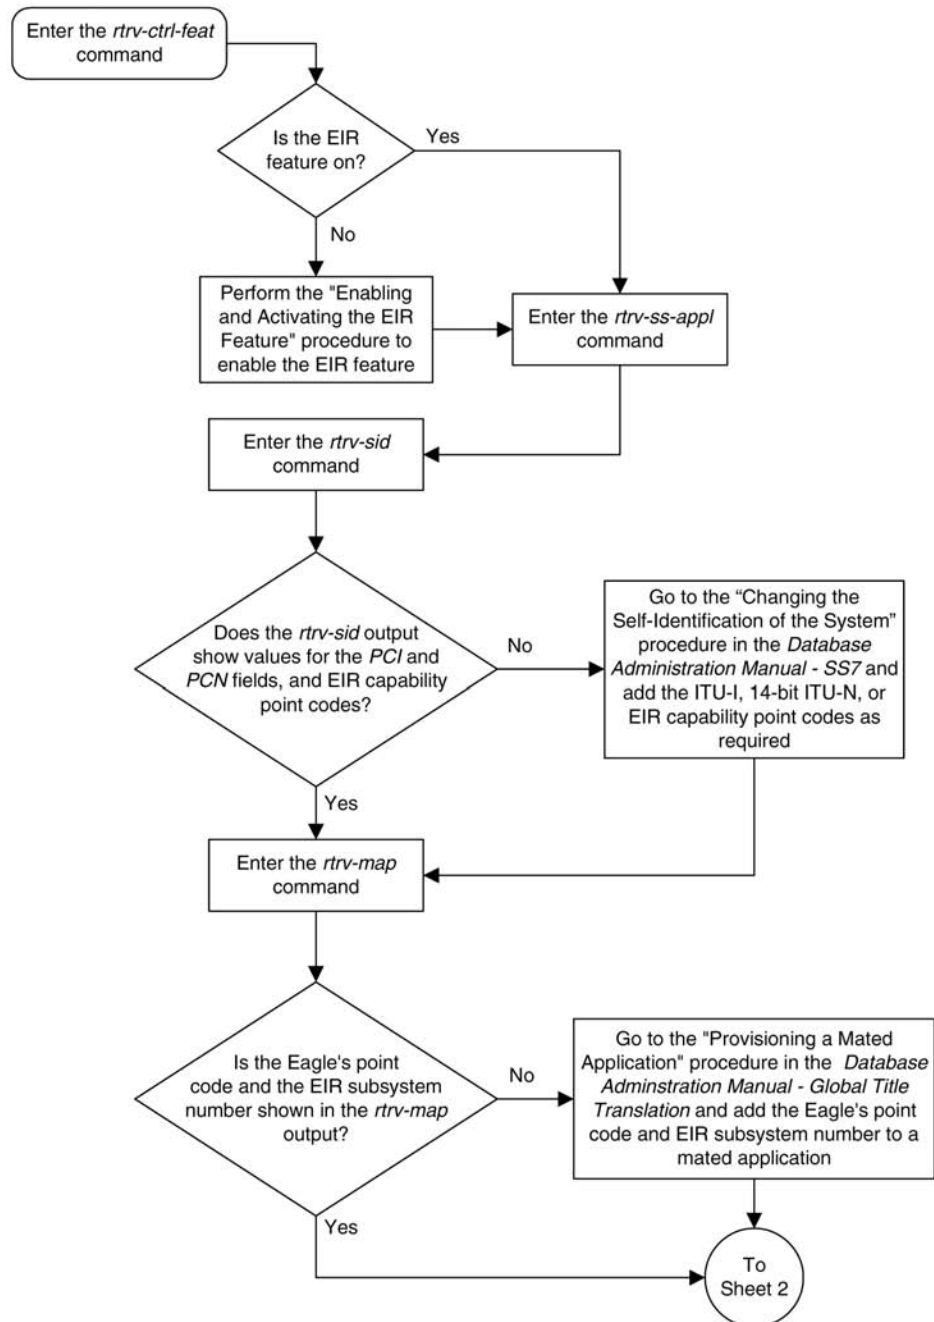 Enter the rtrv-ctrl-feat
command
Is the EIR
feature on?
Yes
No
Perform the "Enabling
and Activating the EIR
Feature" procedure to
enable the EIR feature
Enter the rtrv-ss-appl
command
Enter the rtrv-sid
command
Does the rtrv-sid output
show values for the PCI and
PCN fields, and EIR capability
point codes?
No
Go to the “Changing the
Self-Identification of the System”
procedure in the Database
Administration Manual - SS7 and
add the ITU-I, 14-bit ITU-N, or
EIR capability point codes as
required
Yes
Enter the rtrv-map
command
Is the Eagle's point
code and the EIR subsystem
number shown in the rtrv-map
output?
No
Go to the "Provisioning a Mated
Application" procedure in the Database
Adminstration Manual - Global Title
Translation and add the Eagle's point
code and EIR subsystem number to a
mated application
Yes
To
Sheet 2